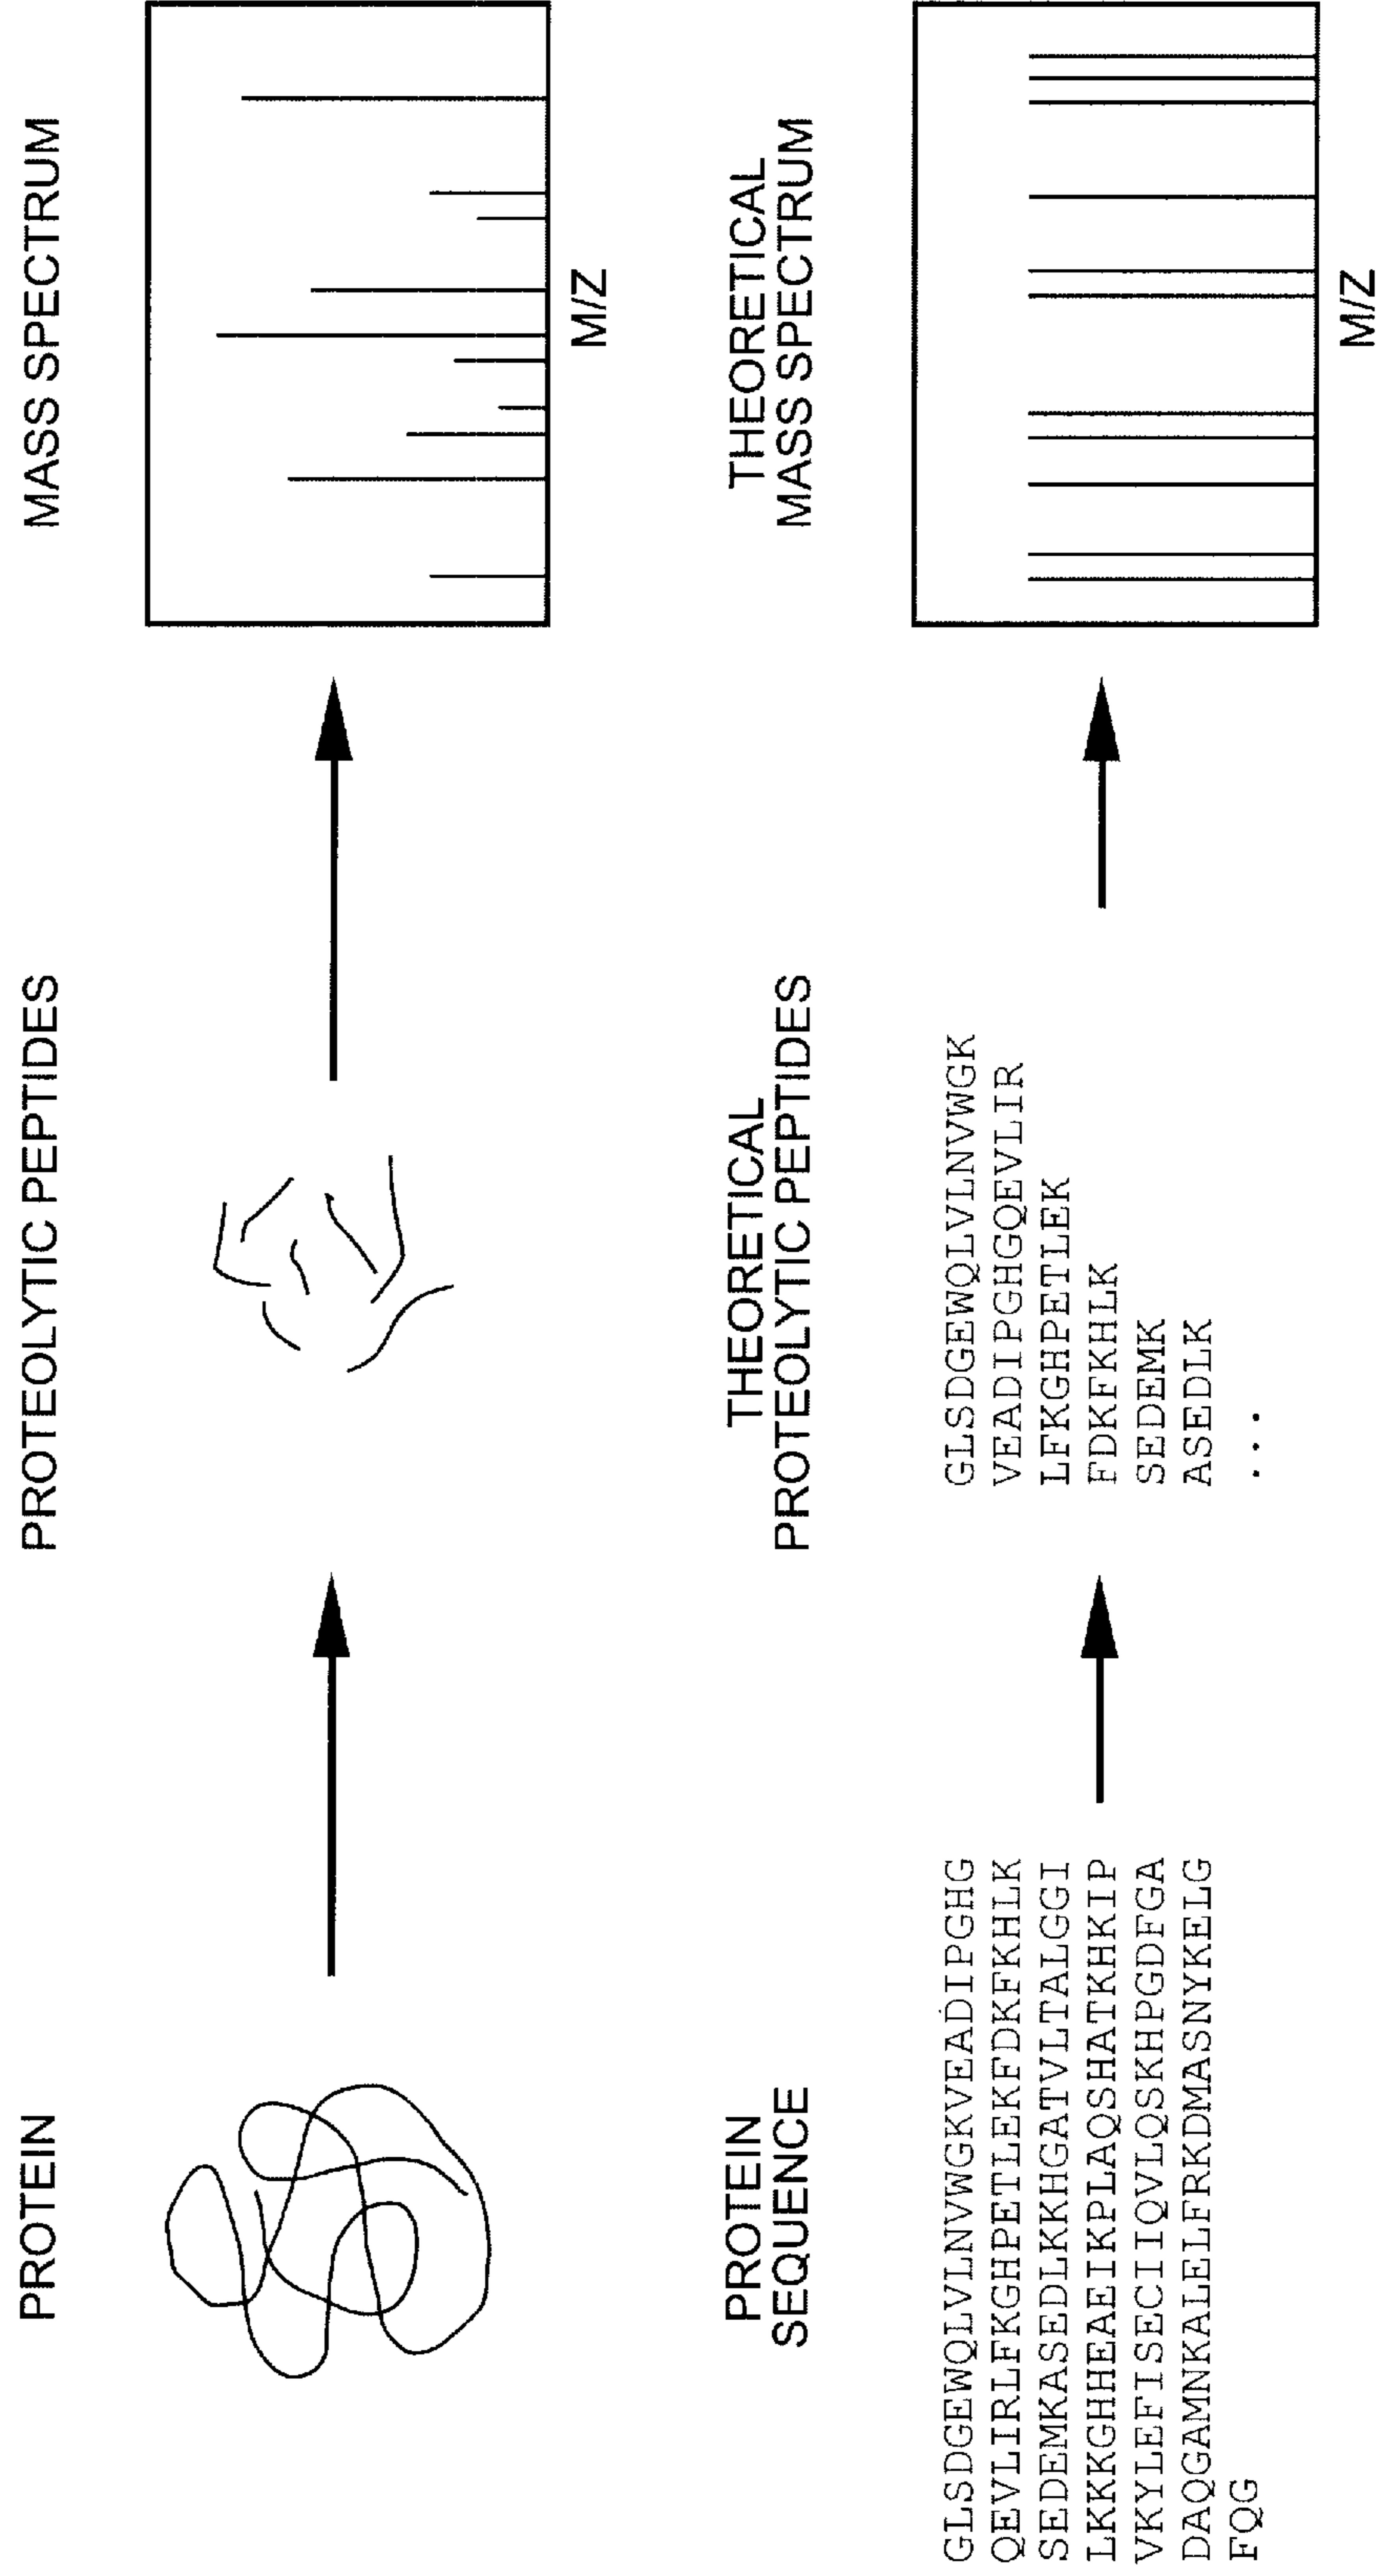 PROTEIN
PROTEOLYTIC PEPTIDES
MASS SPECTRUM
M/Z
PROTEIN
SEQUENCE
THEORETICAL
PROTEOLYTIC PEPTIDES
THEORETICAL
MASS SPECTRUM
GLSDGEWQLVLNVWGKVEADIPGHG
QEVLIRLFKGHPETLEKFDKFKHLK
SEDEMKASEDLKKHGATVLTALGGI
LKKKGHHEAEIKPLAQSHATKHKIP
VKYLEFISECIIQVLQSKHPGDFGA
DAQGAMNKALELFRKDMASNYKELG
FQG
GLSDGEWQLVLNVWGK
VEADIPGHGQEVLIR
LFKGHPETLEK
FDKFKHLK
SEDEMK
ASEDLK
...
M/Z